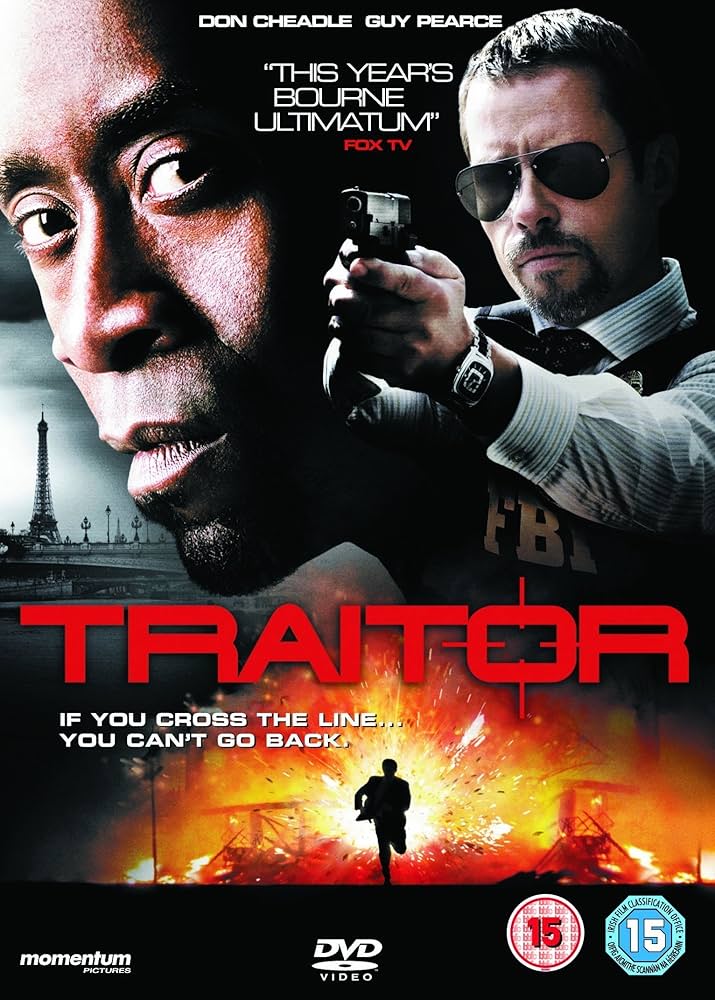 DON CHEADLE GUY PEARCE
"THIS YEAR'S
BOURNE
ULTIMATUM"
FOX TV
FBI
TRAITOR
IF YOU CROSS THE LINE...
YOU CAN'T GO BACK.
momentum
PICTURES
DVD
VIDEO
15
IRISH FILM CLASSIFICATION OFFICE
15